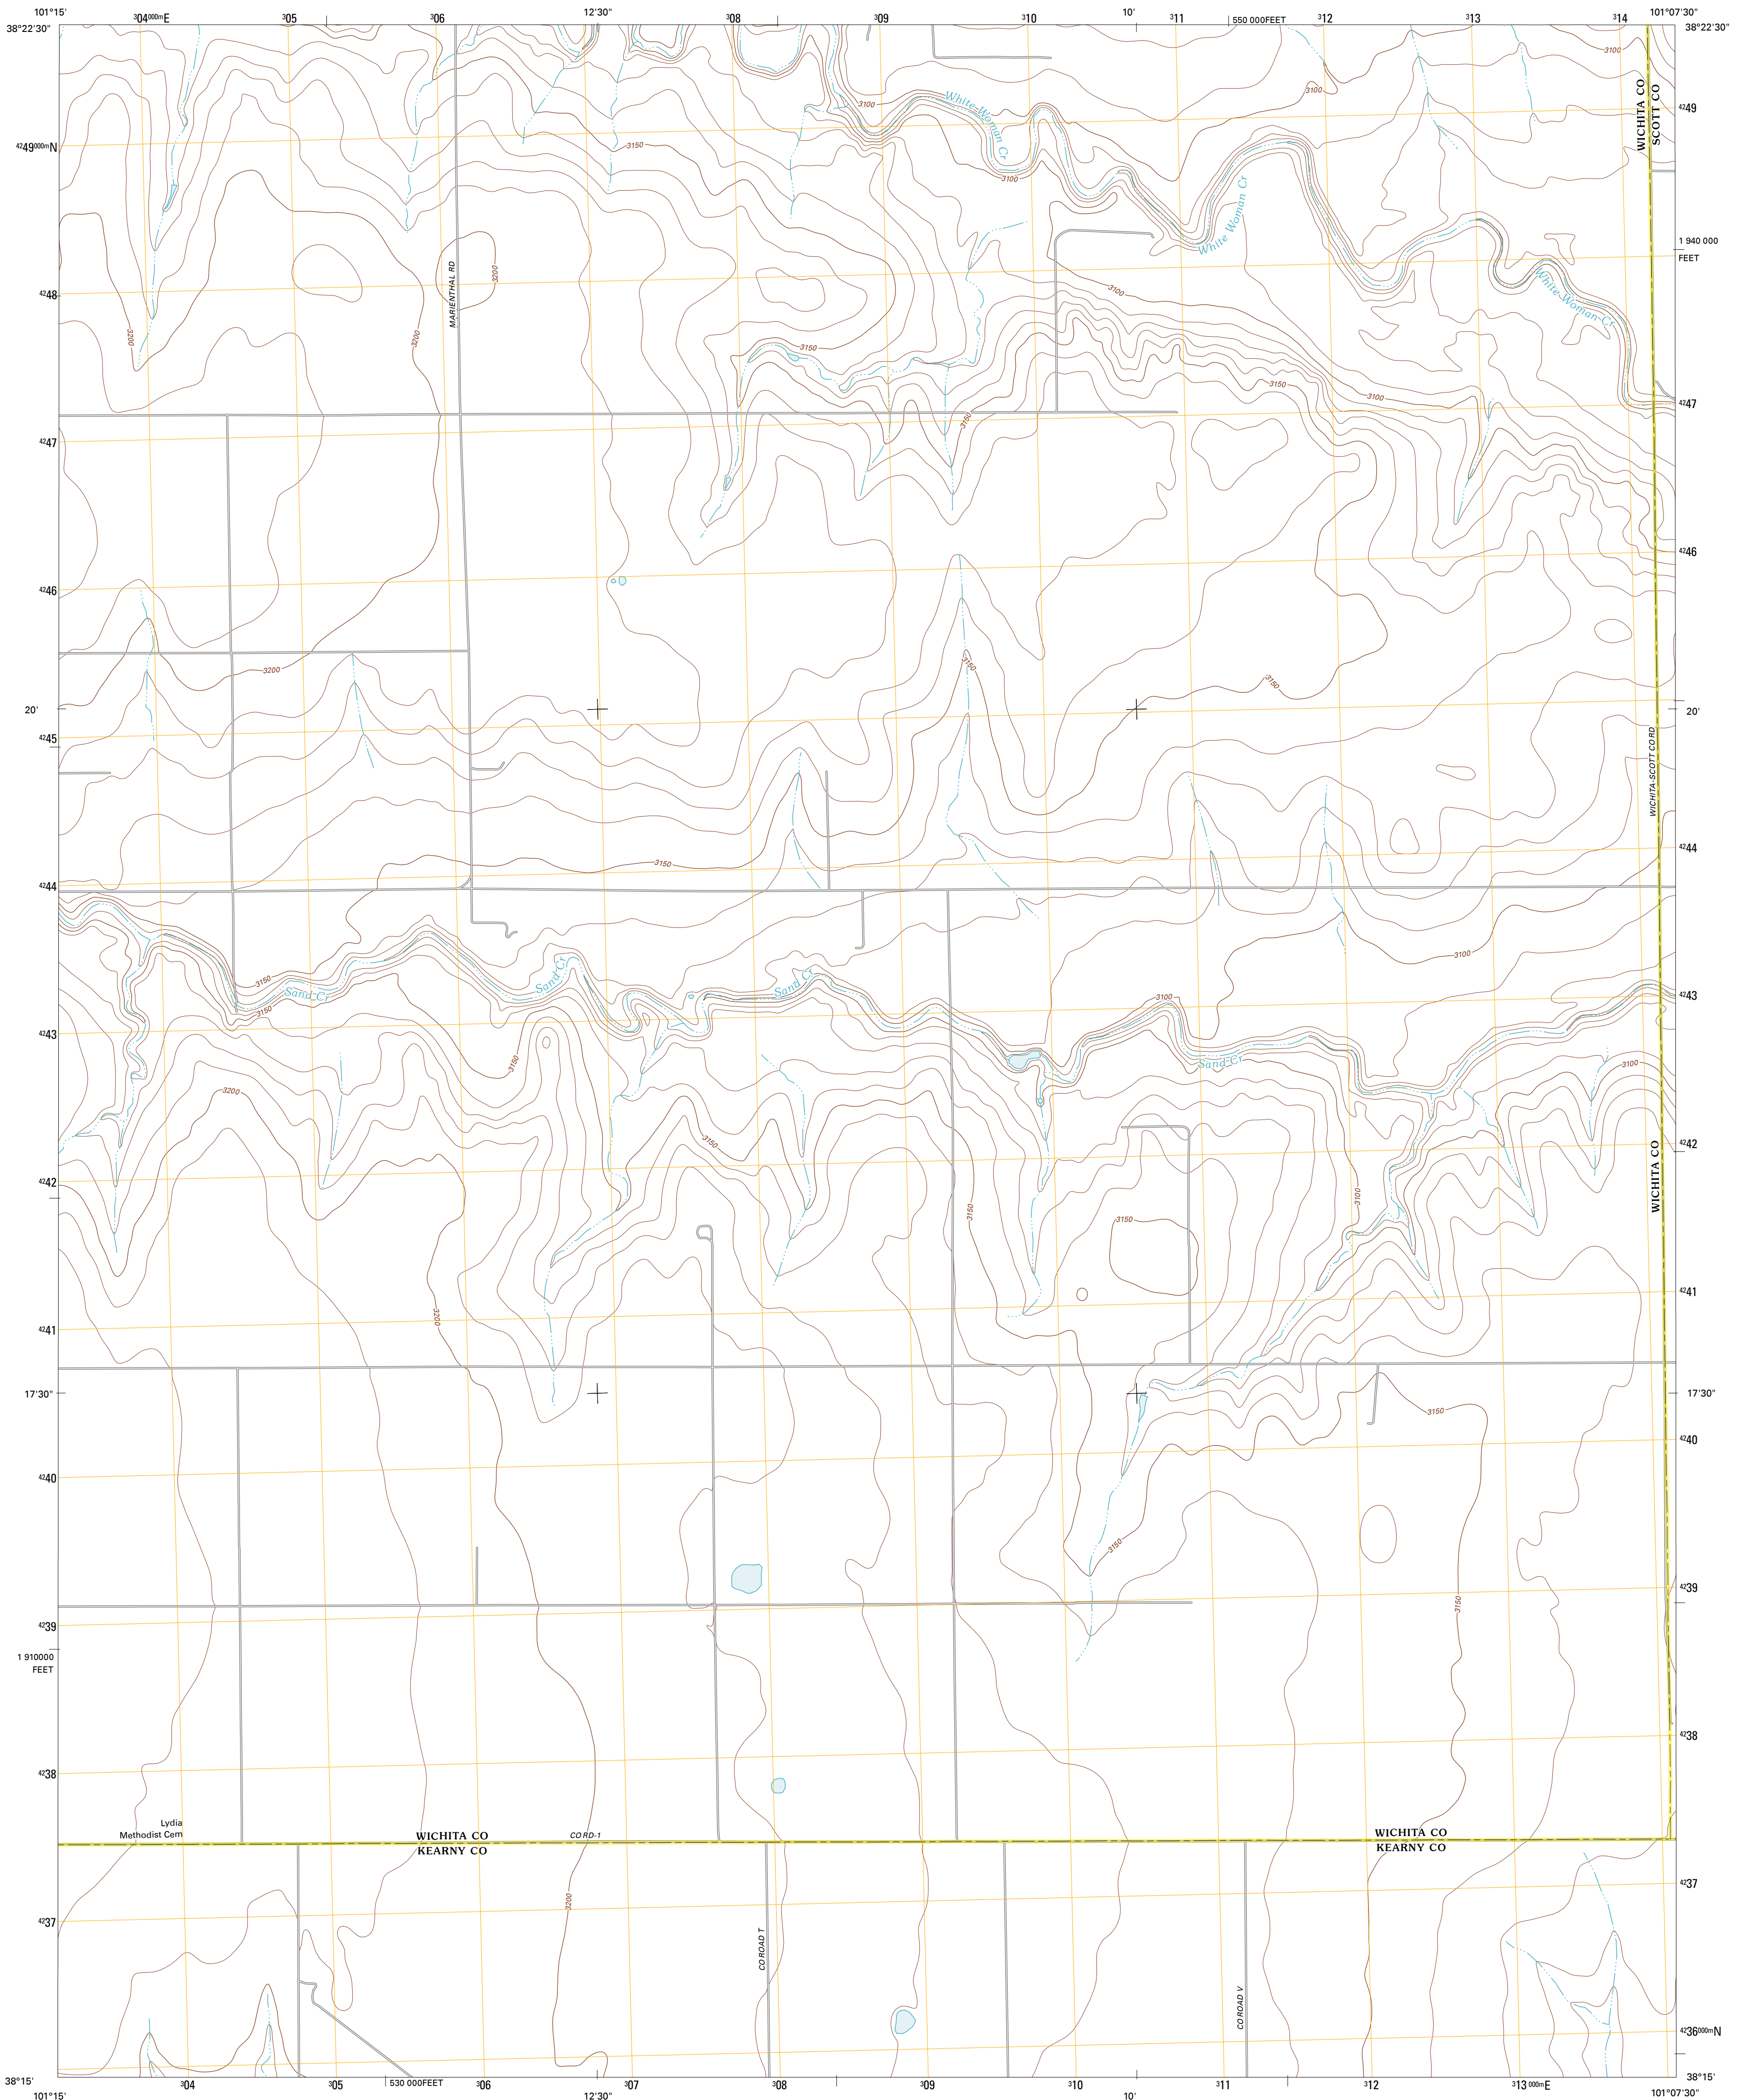 101°15' 304000mE 305 306 12'30" 308 309 310 10' 311 550 000FEET 312 313 314 101°07'30"
38°22'30" 38°22'30"
3100
WICHITA CO
SCOTT CO
3100
White Woman Cr
3100
4249
4249000mN
3150
3100
White Woman Cr
1 940 000
FEET
3200
MARIENTHAL RD
4248
3100
White Woman Cr
3200
3200
3150
3150
3100
4247
3150
4247
4246
4246
3200
3150
3150
20' 20'
4245
WICHITA-SCOTT CO RD
3150
4244
4244
3100
Sand Cr
Sand Cr
3150
Sand Cr
3150
3100
4243
4243
3150
Sand Cr
3100
3200
3150
4242
WICHITA CO
4242
3100
3150
3150
4241
3200
4241
17'30" 17'30"
3150
4240
4240
3150
4239
3150
4239
1 910000
FEET
4238
4238
Lydia
Methodist Cem
WICHITA CO CO RD-1 WICHITA CO
KEARNY CO KEARNY CO
4237
3200
4237
CO ROAD T
CO ROAD V
4236000mN
38°15' 38°15'
304 305 530 000FEET 306 307 308 309 310 311 312 313000mE
101°15' 12'30" 10' 101°07'30"